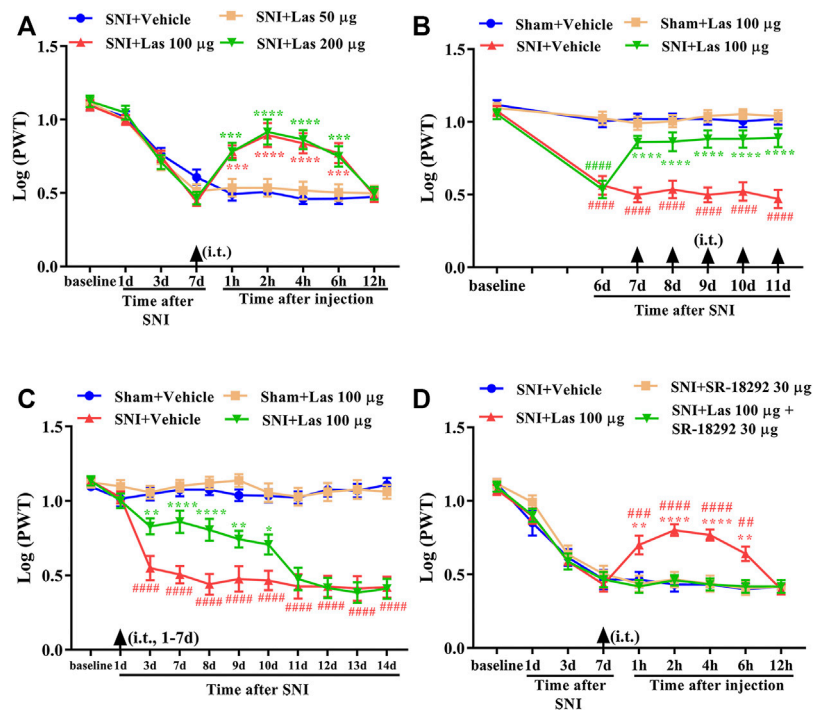 A
SNI+Vehicle
SNI+Las 50 μg
SNI+Las 100 μg
SNI+Las 200 μg
Log (PWT)
1.5
1.0
0.5
0.0
***
****
****
***
***
****
****
***
(i.t.)
baseline 1d 3d 7d 1h 2h 4h 6h 12h
Time after
SNI
Time after injection
B
Sham+Vehicle
Sham+Las 100 μg
SNI+Vehicle
SNI+Las 100 μg
Log (PWT)
1.5
1.0
0.5
0.0
####
**** **** **** **** ****
#### #### #### #### #### ####
(i.t.)
baseline 6d 7d 8d 9d 10d 11d
Time after SNI
C
Sham+Vehicle
Sham+Las 100 μg
SNI+Vehicle
SNI+Las 100 μg
Log (PWT)
1.5
1.0
0.5
0.0
** **** **** ** *
#### #### #### #### #### #### #### #### ####
(i.t., 1-7d)
baseline 1d 3d 7d 8d 9d 10d 11d 12d 13d 14d
Time after SNI
D
SNI+Vehicle
SNI+SR-18292 30 μg
SNI+Las 100 μg
SNI+Las 100 μg +
SR-18292 30 μg
Log (PWT)
1.5
1.0
0.5
0.0
### #### #### ##
** **** **** **
(i.t.)
baseline 1d 3d 7d 1h 2h 4h 6h 12h
Time after
SNI
Time after injection